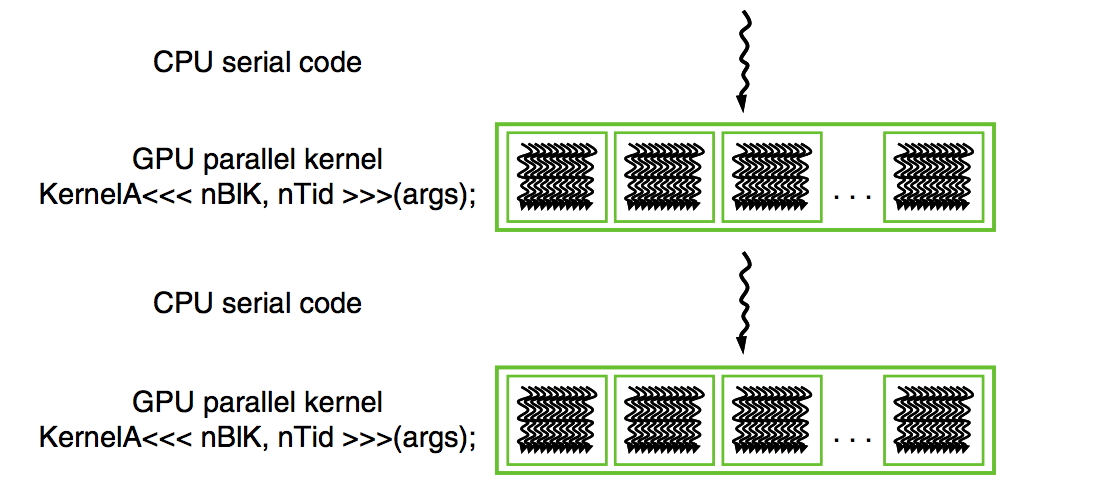 CPU serial code
GPU parallel kernel
KernelA<<< nBlK, nTid >>>(args);
. . .
CPU serial code
GPU parallel kernel
KernelA<<< nBlK, nTid >>>(args);
. . .